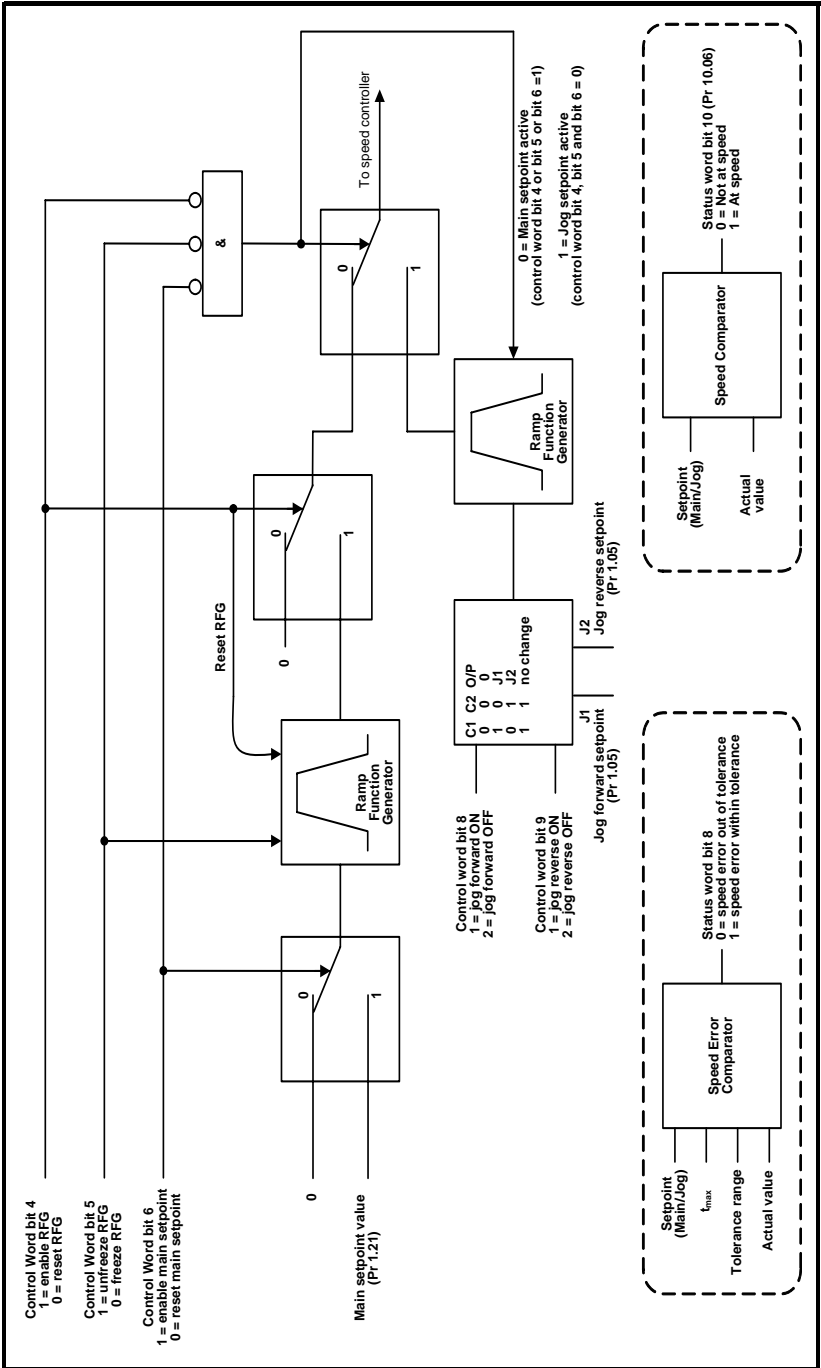 Control Word bit 4
1 = enable RFG
0 = reset RFG
Control Word bit 5
1 = unfreeze RFG
0 = freeze RFG
Control Word bit 6
1 = enable main setpoint
0 = reset main setpoint
0
Main setpoint value
(Pr 1.21)
0
1
Ramp
Function
Generator
Reset RFG
0
0
1
&
0
1
To speed controller
0 = Main setpoint active
(control word bit 4 or bit 5 or bit 6 =1)
1 = Jog setpoint active
(control word bit 4, bit 5 and bit 6 = 0)
Control word bit 8
1 = jog forward ON
2 = jog forward OFF
Control word bit 9
1 = jog reverse ON
2 = jog reverse OFF
C1 C2 O/P
0 0 0
1 0 J1
0 1 J2
1 1 no change
J1
Jog forward setpoint
(Pr 1.05)
J2
Jog reverse setpoint
(Pr 1.05)
Ramp
Function
Generator
Setpoint
(Main/Jog)
tmax
Tolerance range
Actual value
Speed Error
Comparator
Status word bit 8
0 = speed error out of tolerance
1 = speed error within tolerance
Setpoint
(Main/Jog)
Actual
value
Speed Comparator
Status word bit 10 (Pr 10.06)
0 = Not at speed
1 = At speed